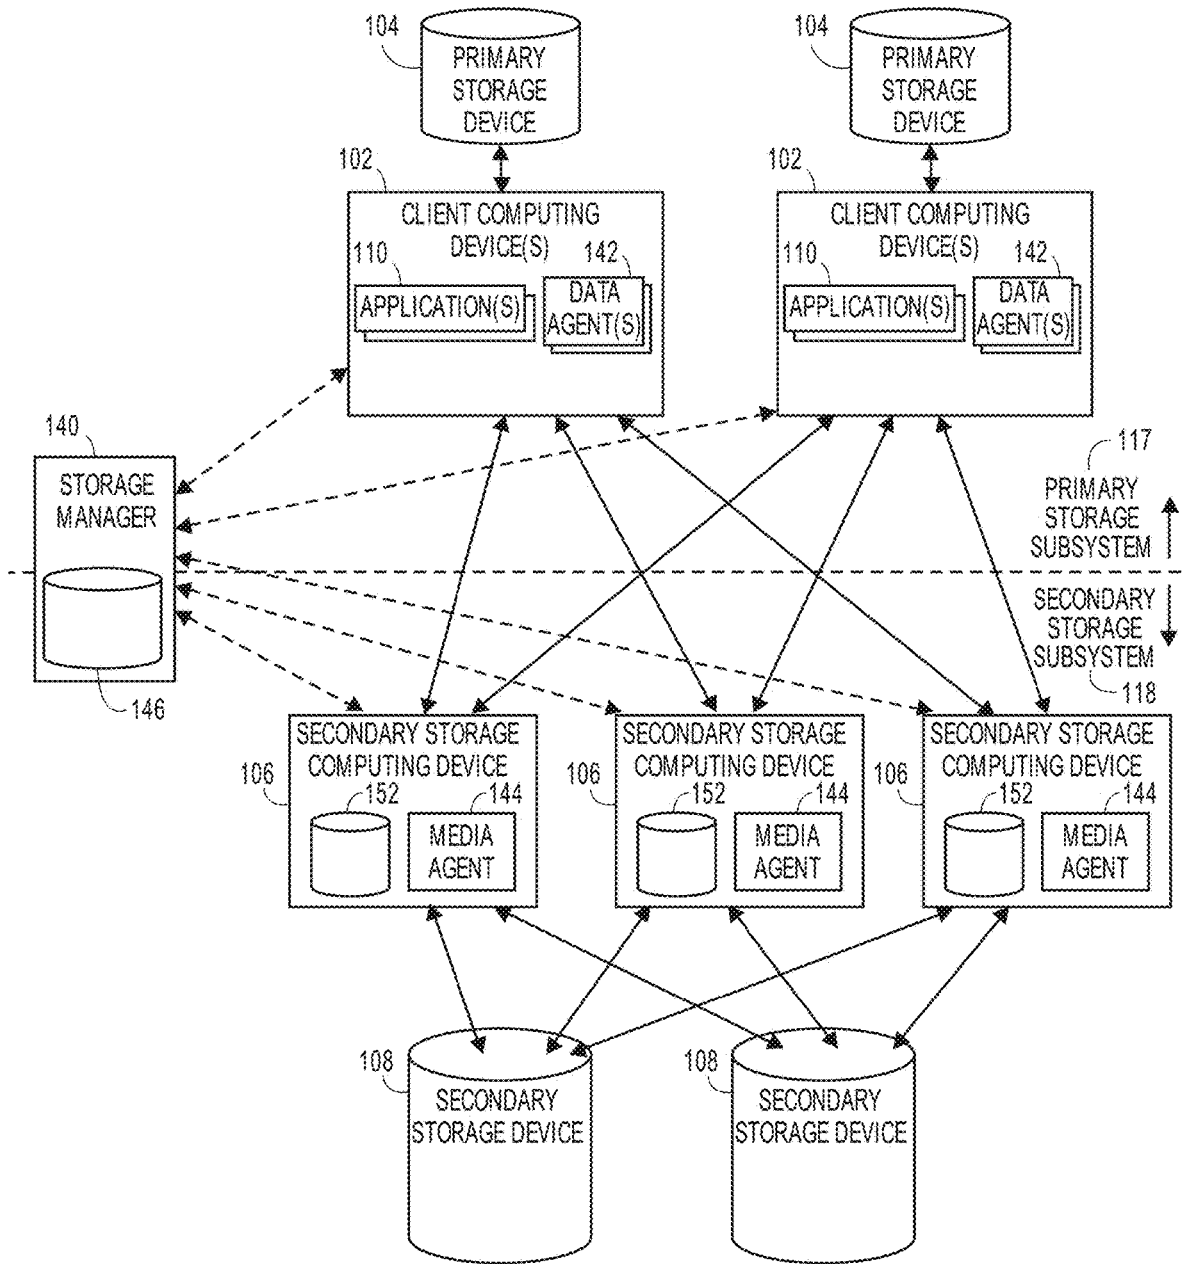 104
PRIMARY
STORAGE
DEVICE
104
PRIMARY
STORAGE
DEVICE
102
CLIENT COMPUTING
DEVICE(S)
110
142
APPLICATION(S)
DATA
AGENT(S)
102
CLIENT COMPUTING
DEVICE(S)
110
142
APPLICATION(S)
DATA
AGENT(S)
140
STORAGE
MANAGER
146
117
PRIMARY
STORAGE
SUBSYSTEM
SECONDARY
STORAGE
SUBSYSTEM
118
106
SECONDARY STORAGE
COMPUTING DEVICE
152
144
MEDIA
AGENT
106
SECONDARY STORAGE
COMPUTING DEVICE
152
144
MEDIA
AGENT
106
SECONDARY STORAGE
COMPUTING DEVICE
152
144
MEDIA
AGENT
108
SECONDARY
STORAGE DEVICE
108
SECONDARY
STORAGE DEVICE